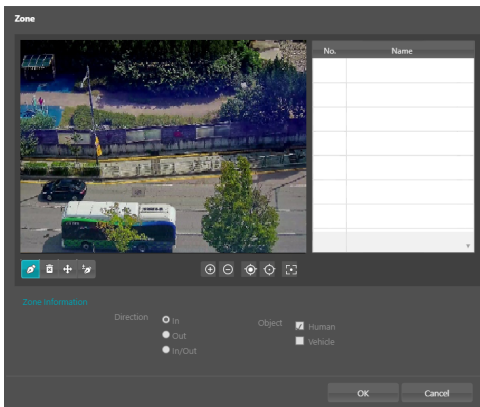 Zone
No. Name
Zone Information
Direction
In
Out
In/Out
Object
Human
Vehicle
OK Cancel